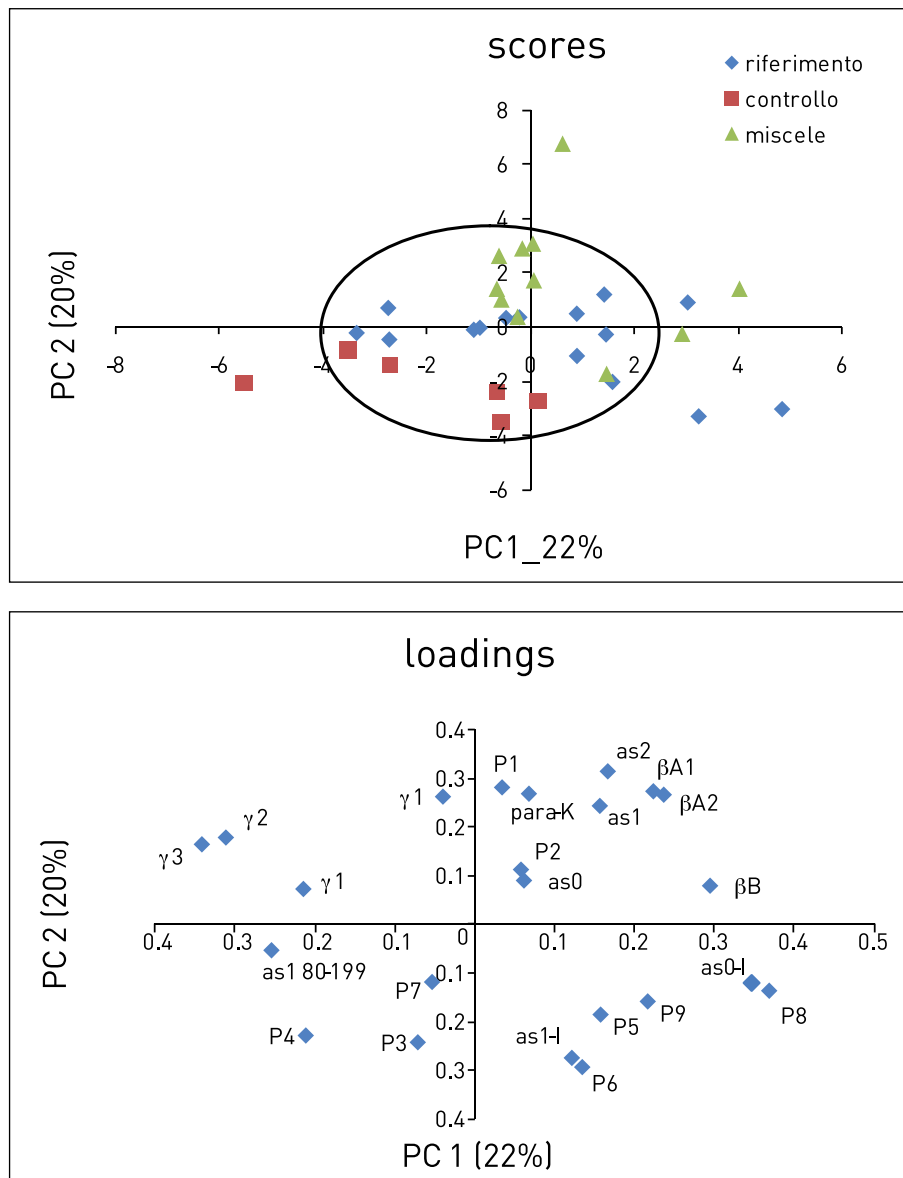 scores
riferimento
controllo
miscele
8
6
4
2
0
-8 -6 -4 -2 0 2 4 6
-2
-4
-6
PC 2 (20%)
PC1_22%
loadings
0.4
0.3
0.2
0.1
0
0.1
0.2
0.3
0.4
0.4 0.3 0.2 0.1 0.1 0.2 0.3 0.4 0.5
PC 2 (20%)
P1
as2
βA1
γ1
para-K
as1
βA2
γ2
γ3
P2
as0
γ1
βB
as1 80-199
as0-I
P7
P8
P9
P5
P4
P3
as1-I
P6
PC 1 (22%)